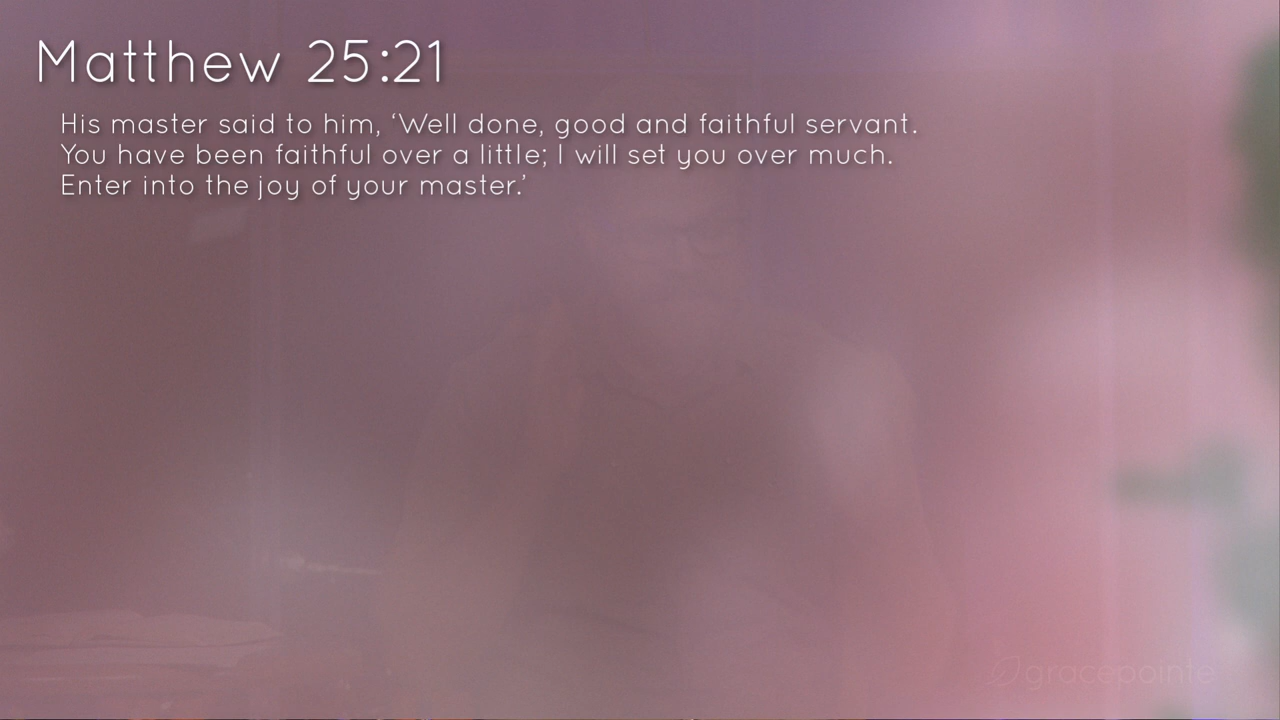 Matthew 25:21
His master said to him, ‘Well done, good and faithful servant.
You have been faithful over a little; I will set you over much.
Enter into the joy of your master.’
gracepointe